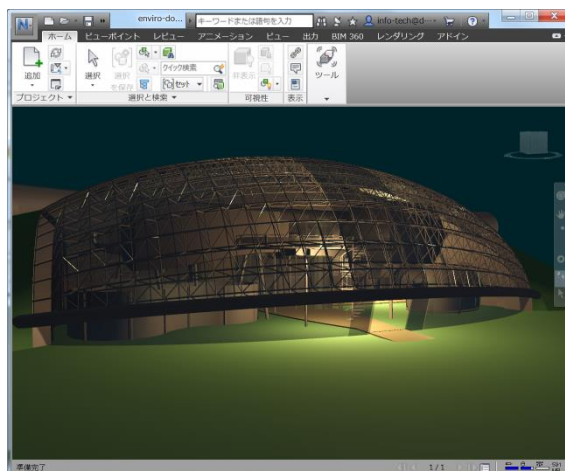 N enviro-do... キーワードまたは語句を入力 info-tech@d...
ホーム ビューポイント レビュー アニメーション ビュー 出力 BIM 360 レンダリング アドイン
追加 選択 選択を保存 クイック検索 セット 非表示 ツール
プロジェクト 選択と検索 可視性 表示
準備完了 1/1